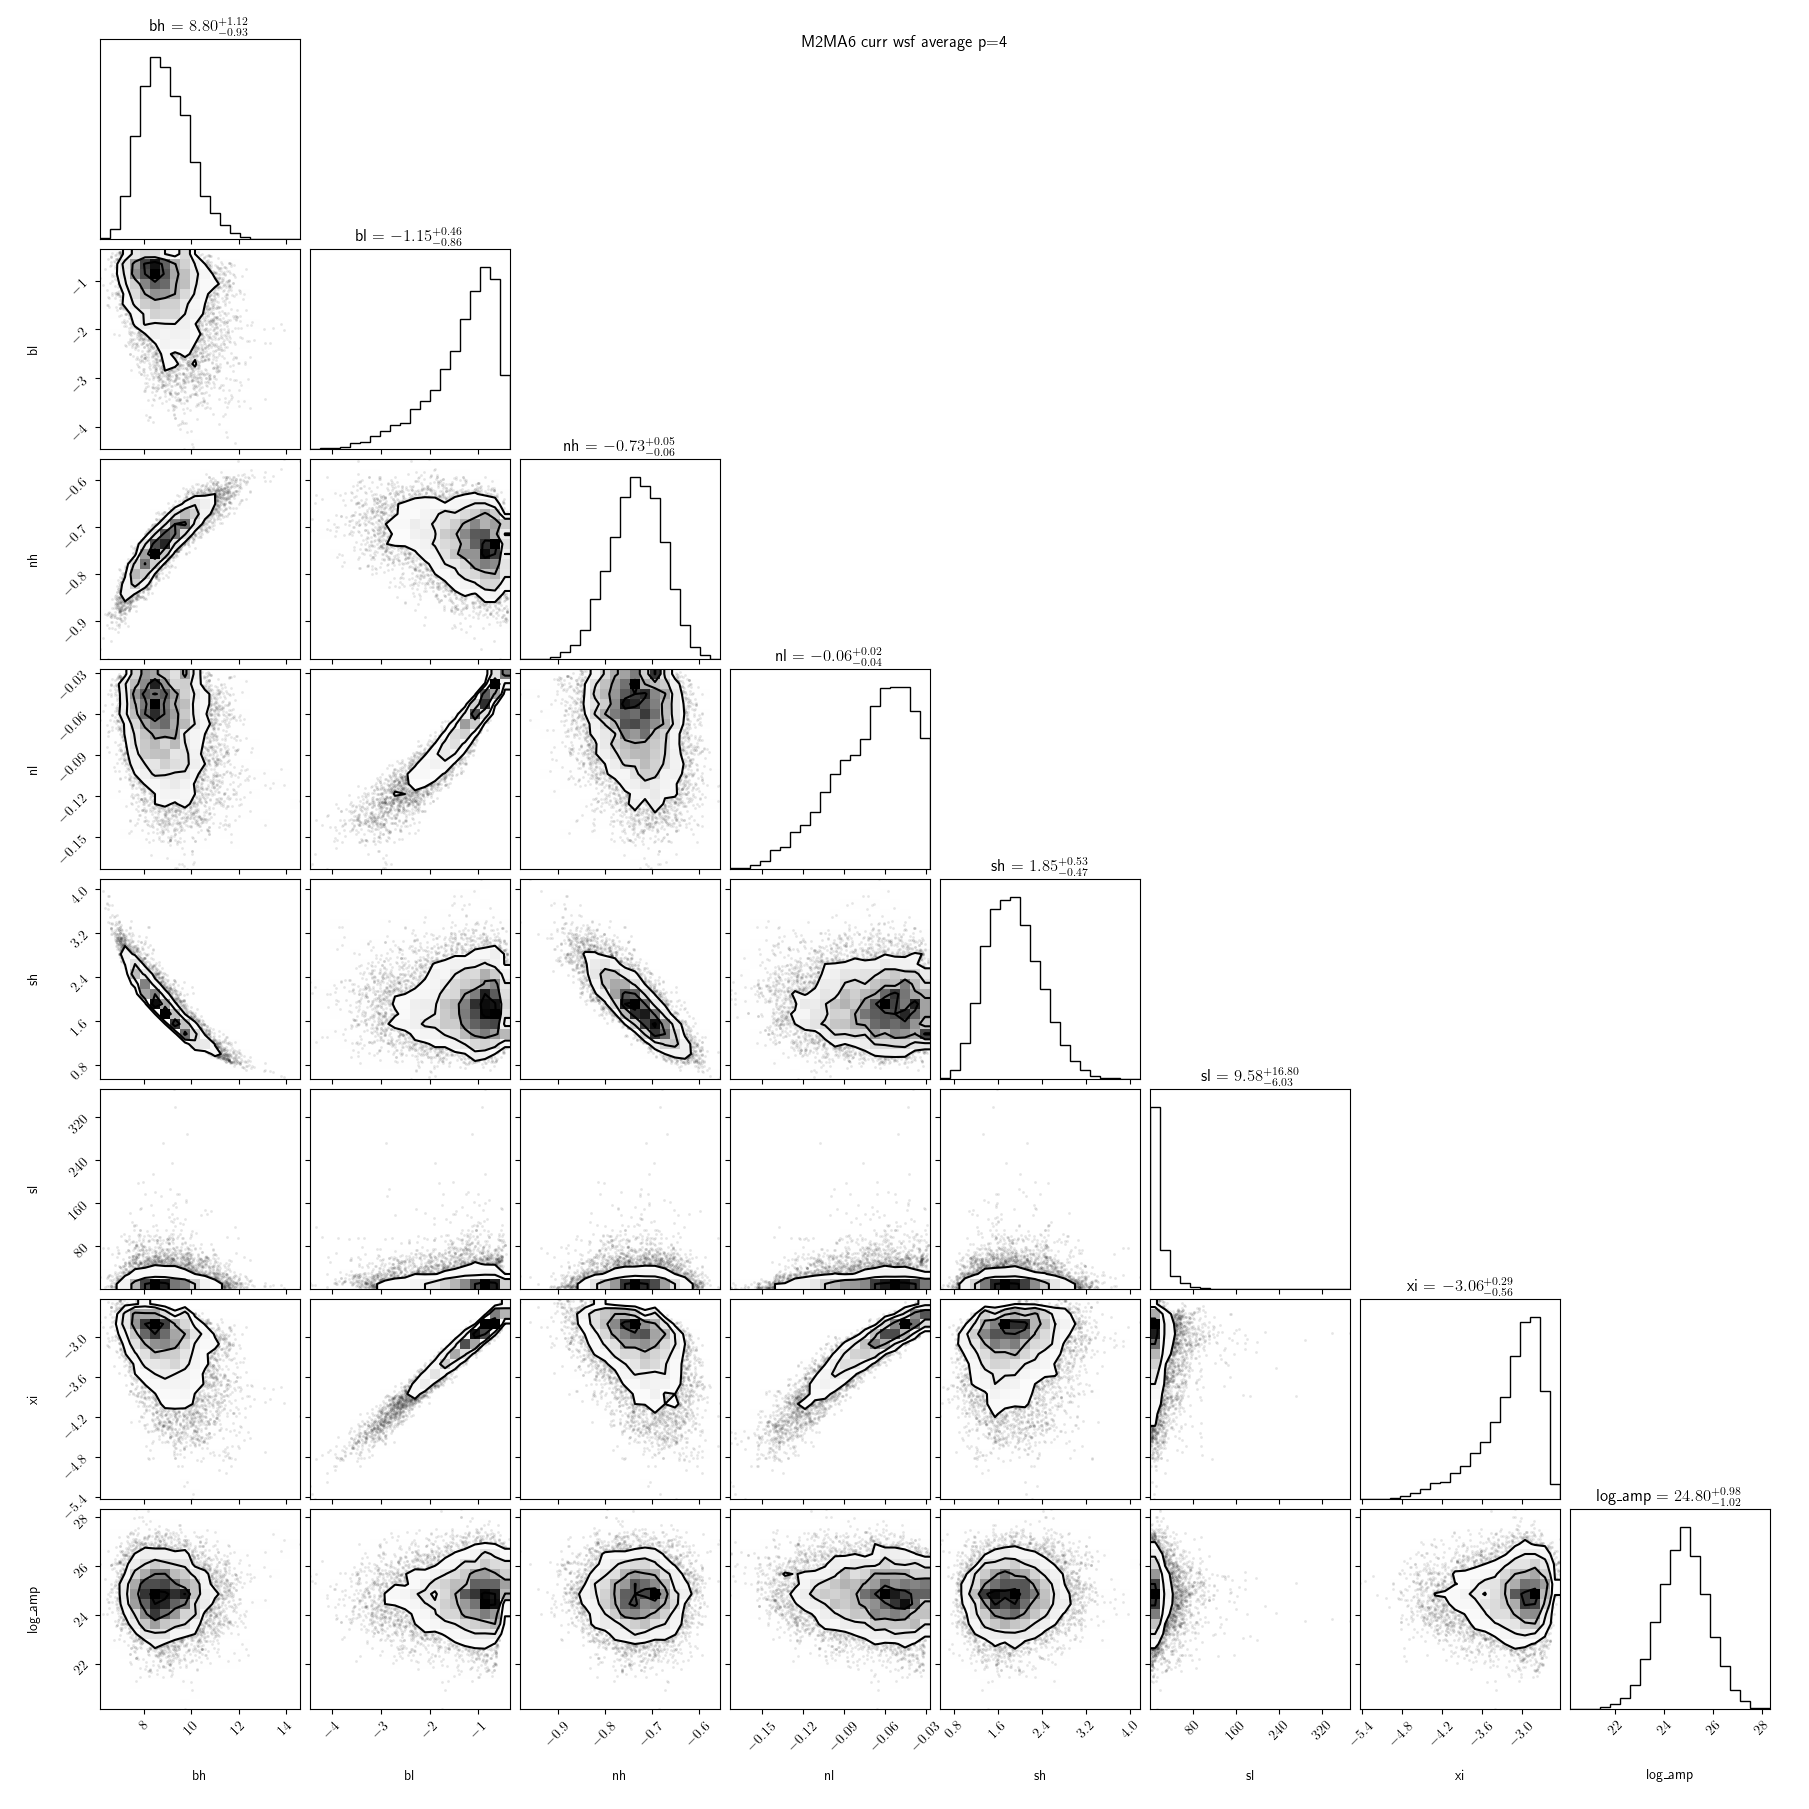 bh = 8.80+1.12 −0.93
M2MA6 curr wsf average p=4
bl = −1.15+0.46 −0.86
−1
−2
−3
−4
bl
nh = −0.73+0.05 −0.06
−0.6
−0.7
−0.8
−0.9
nh
nl = −0.06+0.02 −0.04
−0.03
−0.06
−0.09
−0.12
−0.15
nl
sh = 1.85+0.53 −0.47
4.0
3.2
2.4
1.6
0.8
sh
sl = 9.58+16.80 −6.03
320
240
160
80
sl
xi = −3.06+0.29 −0.56
−3.0
−3.6
−4.2
−4.8
−5.4
xi
log_amp = 24.80+0.98 −1.02
28
26
24
22
log_amp
8 10 12 14 −4 −3 −2 −1 −0.9 −0.8 −0.7 −0.6 −0.15 −0.12 −0.09 −0.06 −0.03 0.8 1.6 2.4 3.2 4.0 80 160 240 320 −5.4 −4.8 −4.2 −3.6 −3.0 22 24 26 28
bh bl nh nl sh sl xi log_amp